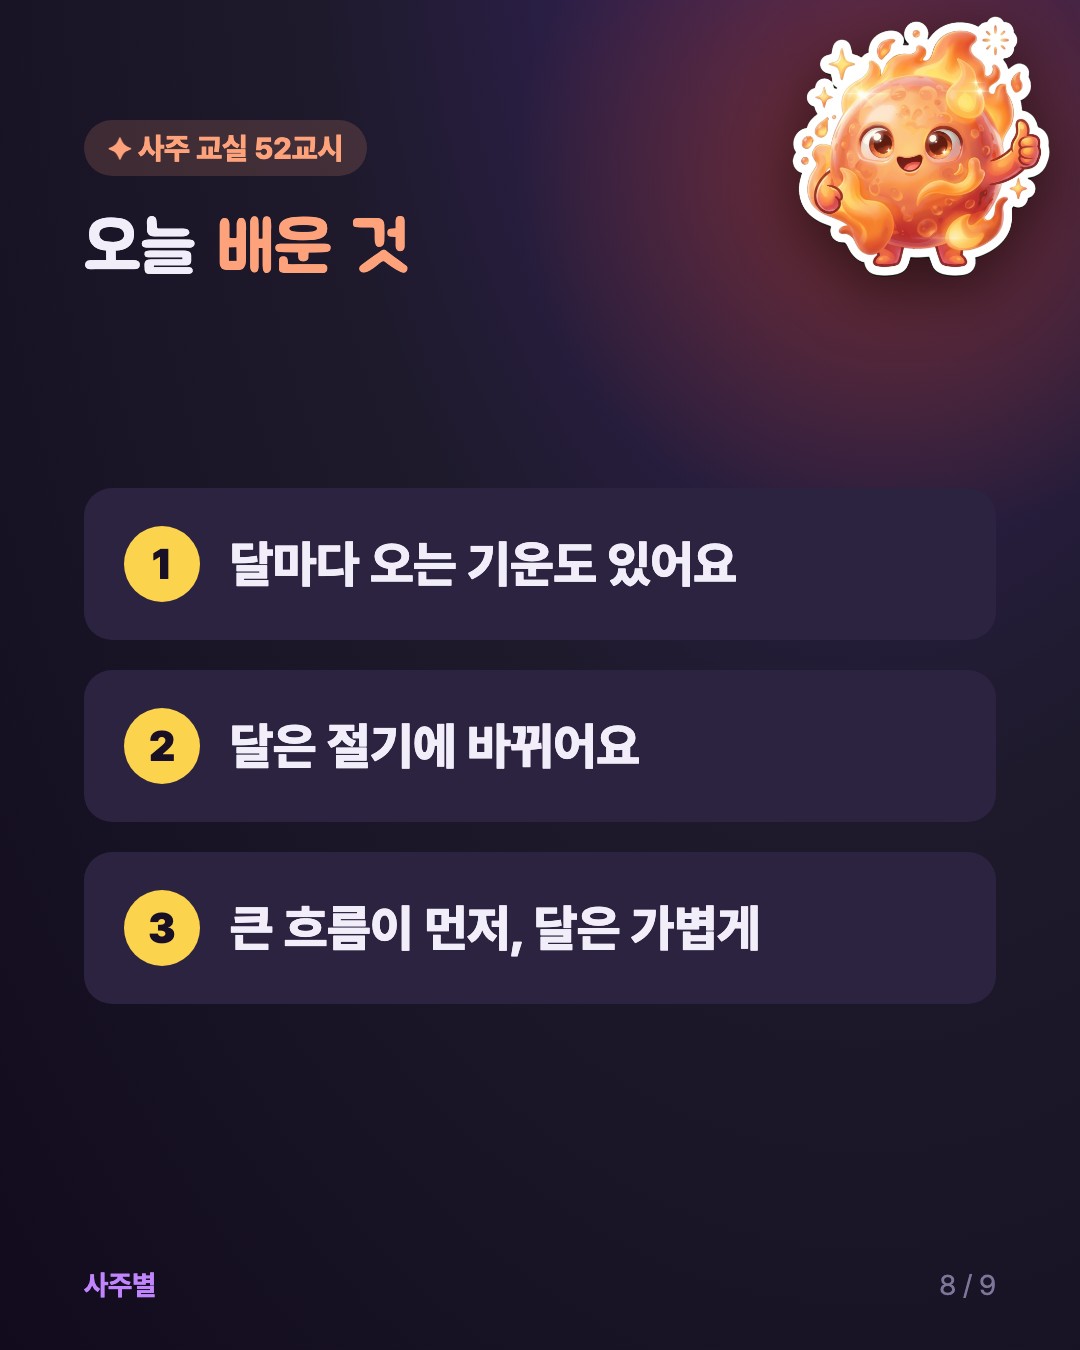 ✦ 사주 교실 52교시
오늘 배운 것
1 달마다 오는 기운도 있어요
2 달은 절기에 바뀌어요
3 큰 흐름이 먼저, 달은 가볍게
사주별
8 / 9